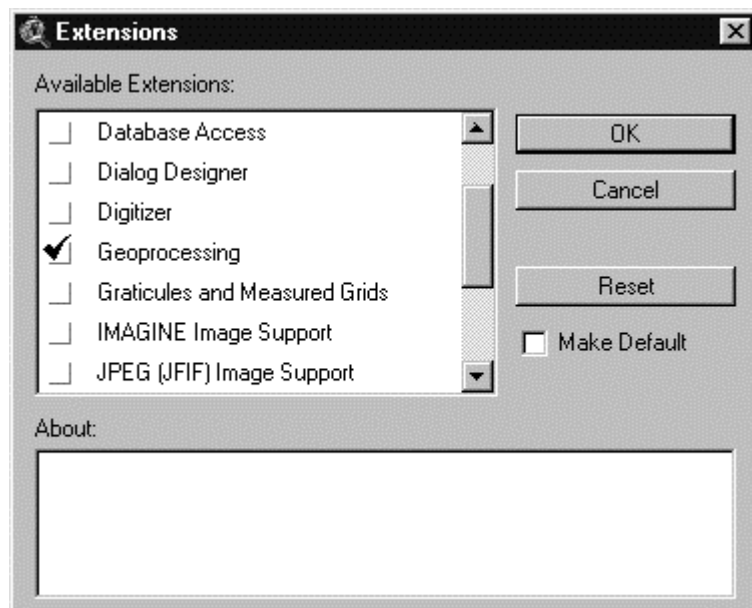 Extensions
Available Extensions:
Database Access
Dialog Designer
Digitizer
Geoprocessing
Graticules and Measured Grids
IMAGINE Image Support
JPEG (JFIF) Image Support
OK
Cancel
Reset
Make Default
About: